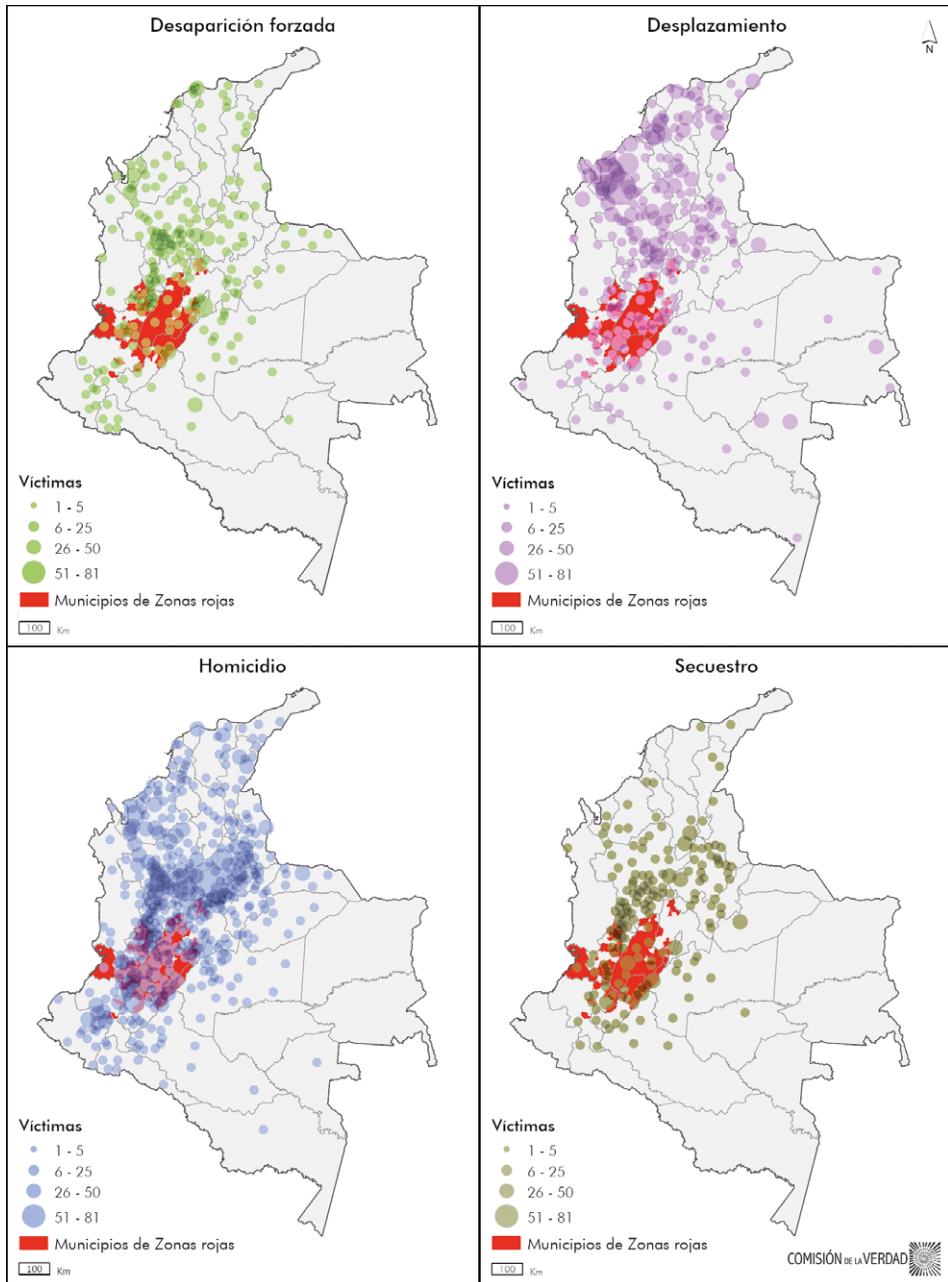 Desaparición forzada
Víctimas
1 - 5
6 - 25
26 - 50
51 - 81
Municipios de Zonas rojas
100 Km
Desplazamiento
N
Víctimas
1 - 5
6 - 25
26 - 50
51 - 81
Municipios de Zonas rojas
100 Km
Homicidio
Víctimas
1 - 5
6 - 25
26 - 50
51 - 81
Municipios de Zonas rojas
100 Km
Secuestro
Víctimas
1 - 5
6 - 25
26 - 50
51 - 81
Municipios de Zonas rojas
100 Km
COMISIÓN DE LA VERDAD